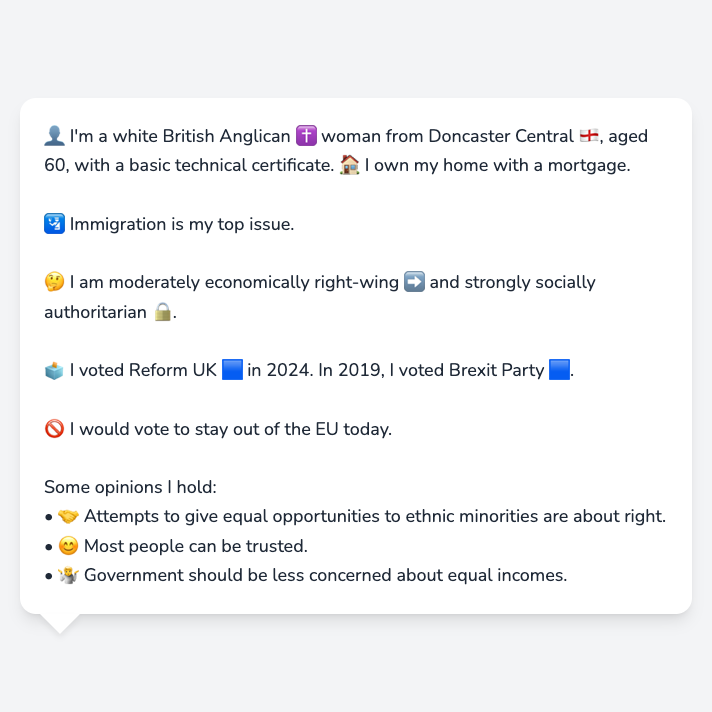 👤 I'm a white British Anglican ✝️ woman from Doncaster Central 🏴󠁧󠁢󠁥󠁮󠁧󠁿, aged
60, with a basic technical certificate. 🏠 I own my home with a mortgage.
🛂 Immigration is my top issue.
🤔 I am moderately economically right-wing ➡️ and strongly socially
authoritarian 🔒.
🗳️ I voted Reform UK 🟦 in 2024. In 2019, I voted Brexit Party 🟦.
🚫 I would vote to stay out of the EU today.
Some opinions I hold:
• 🤝 Attempts to give equal opportunities to ethnic minorities are about right.
• 😊 Most people can be trusted.
• 🤷 Government should be less concerned about equal incomes.